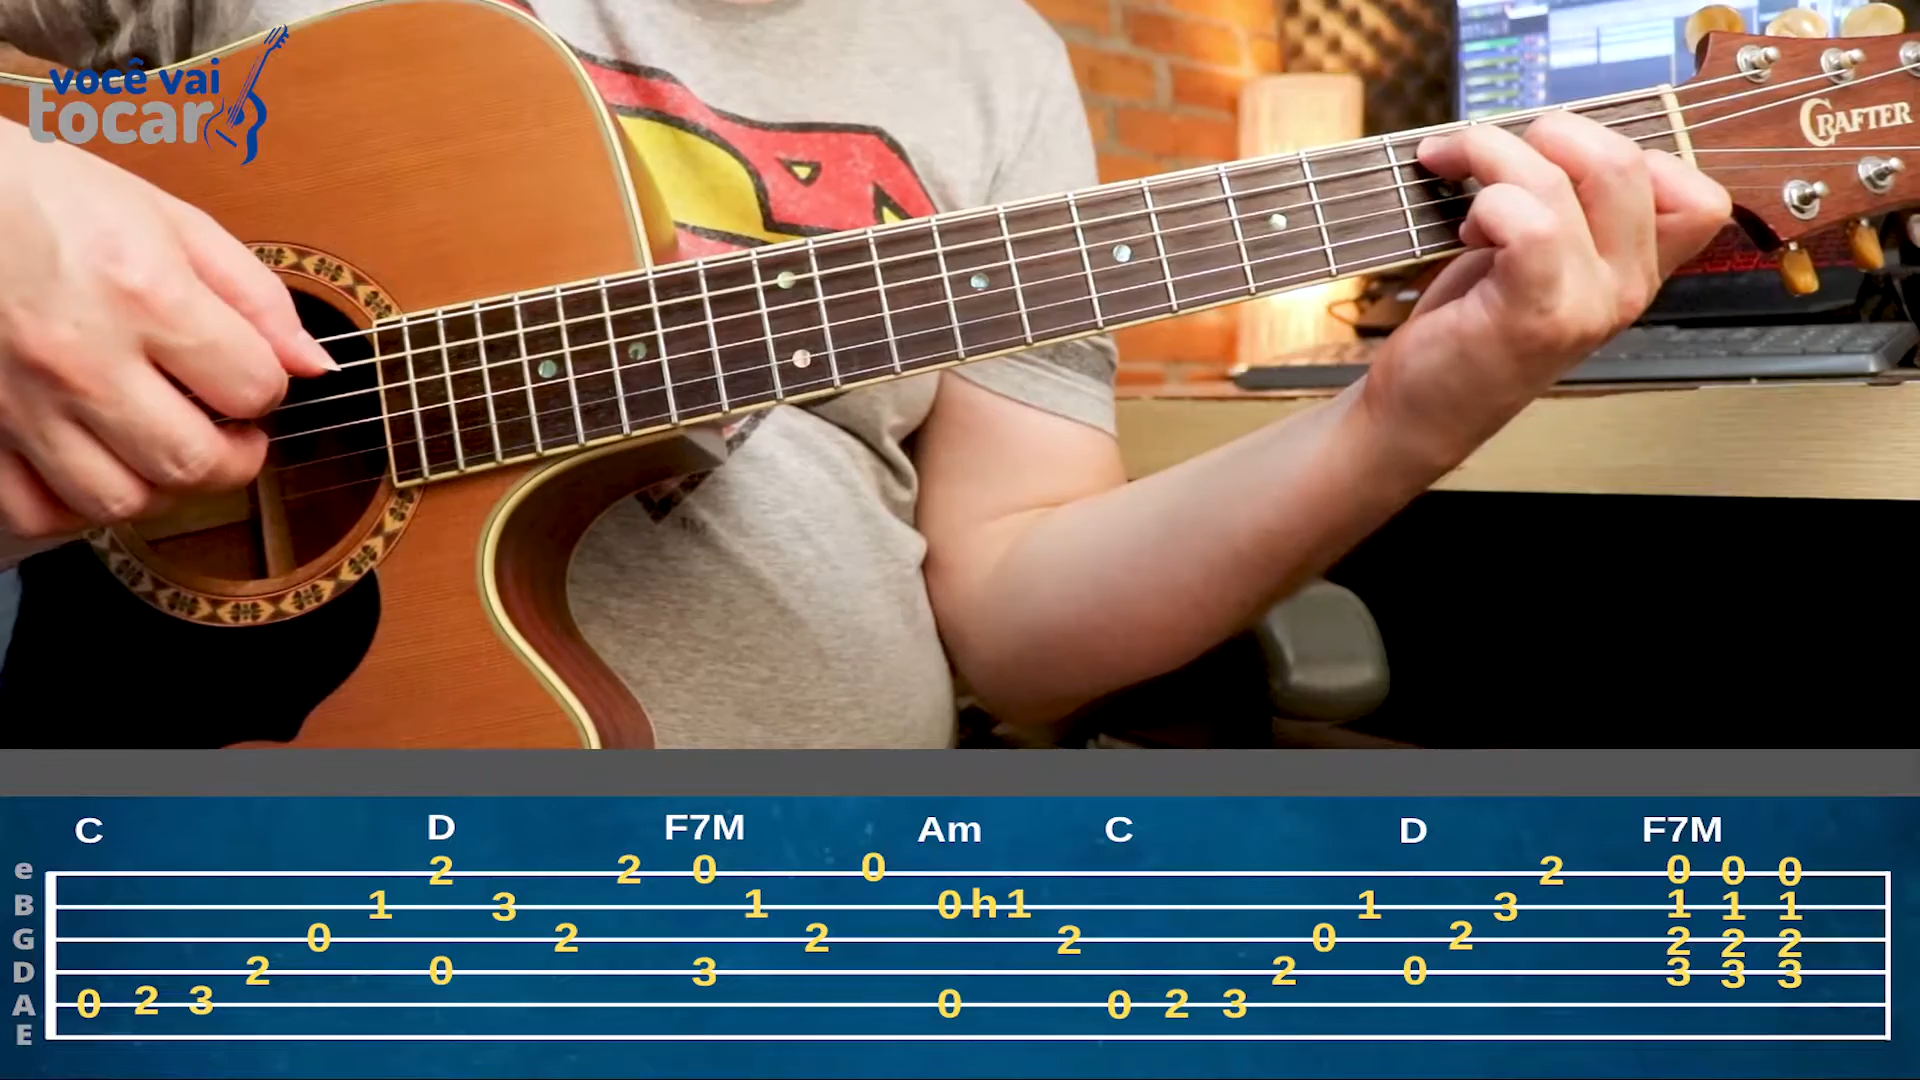 você vai
tocar
CRAFTER
TM
C D F7M Am C D F7M
e 2 2 0 0 2 0 0 0
B 1 3 1 0h1 1 3 1 1 1
G 0 2 2 2 0 2 2 2 2
D 2 0 3 2 0 3 3 3
A 0 2 3 0 0 2 3
E